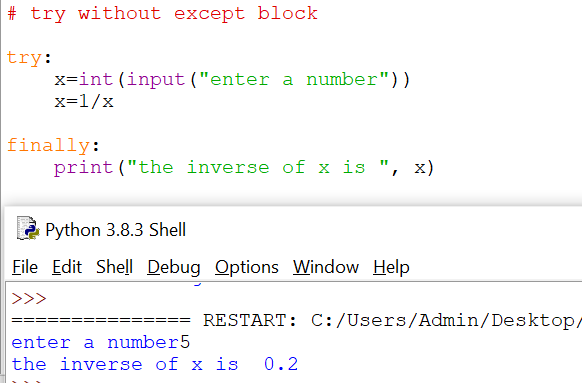 # try without except block
try:
    x=int(input("enter a number"))
    x=1/x
finally:
    print("the inverse of x is ", x)
Python 3.8.3 Shell
File Edit Shell Debug Options Window Help
>>>
=============== RESTART: C:/Users/Admin/Desktop/
enter a number5
the inverse of x is  0.2
>>>